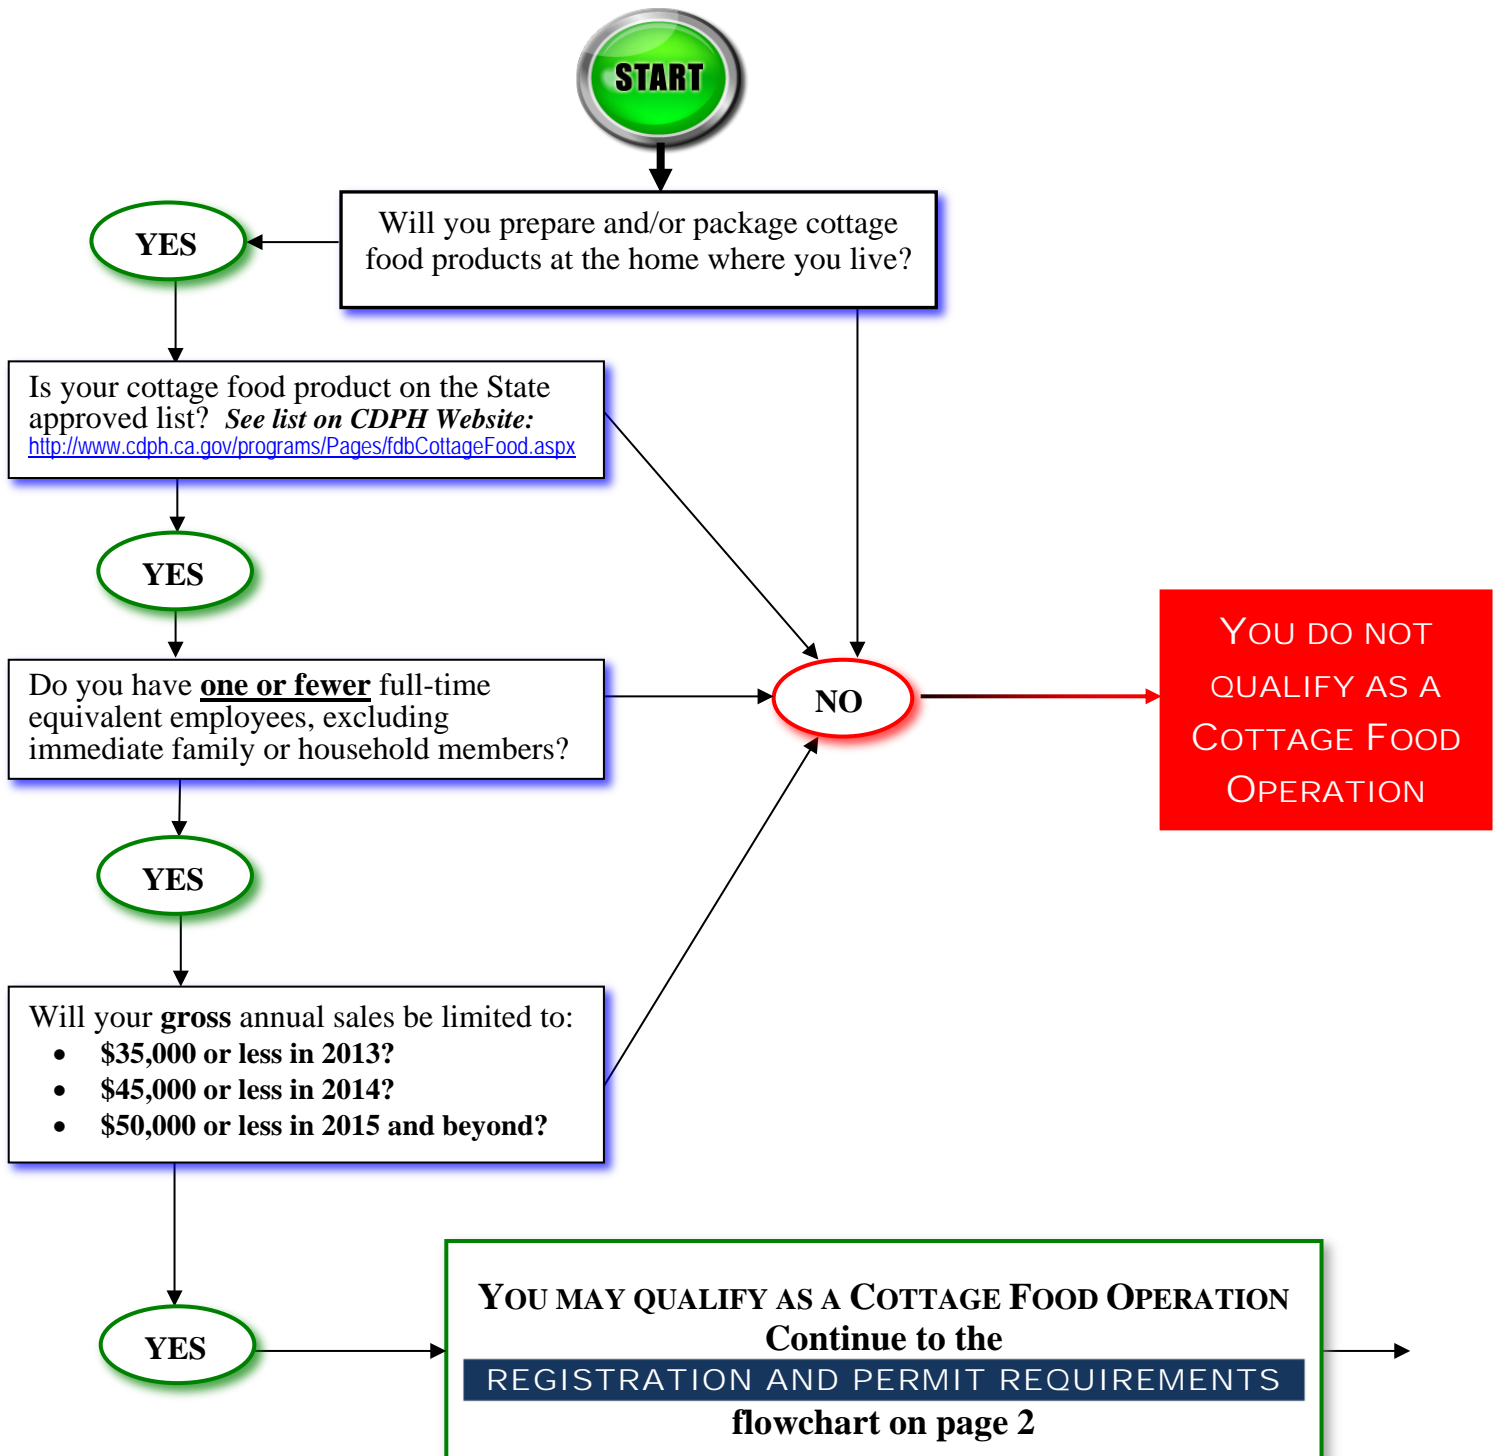 START
Will you prepare and/or package cottage
food products at the home where you live?
YES
Is your cottage food product on the State
approved list? See list on CDPH Website:
http://www.cdph.ca.gov/programs/Pages/fdbCottageFood.aspx
YES
Do you have one or fewer full-time
equivalent employees, excluding
immediate family or household members?
NO
YOU DO NOT
QUALIFY AS A
COTTAGE FOOD
OPERATION
YES
Will your gross annual sales be limited to:
• $35,000 or less in 2013?
• $45,000 or less in 2014?
• $50,000 or less in 2015 and beyond?
YES
YOU MAY QUALIFY AS A COTTAGE FOOD OPERATION
Continue to the
REGISTRATION AND PERMIT REQUIREMENTS
flowchart on page 2